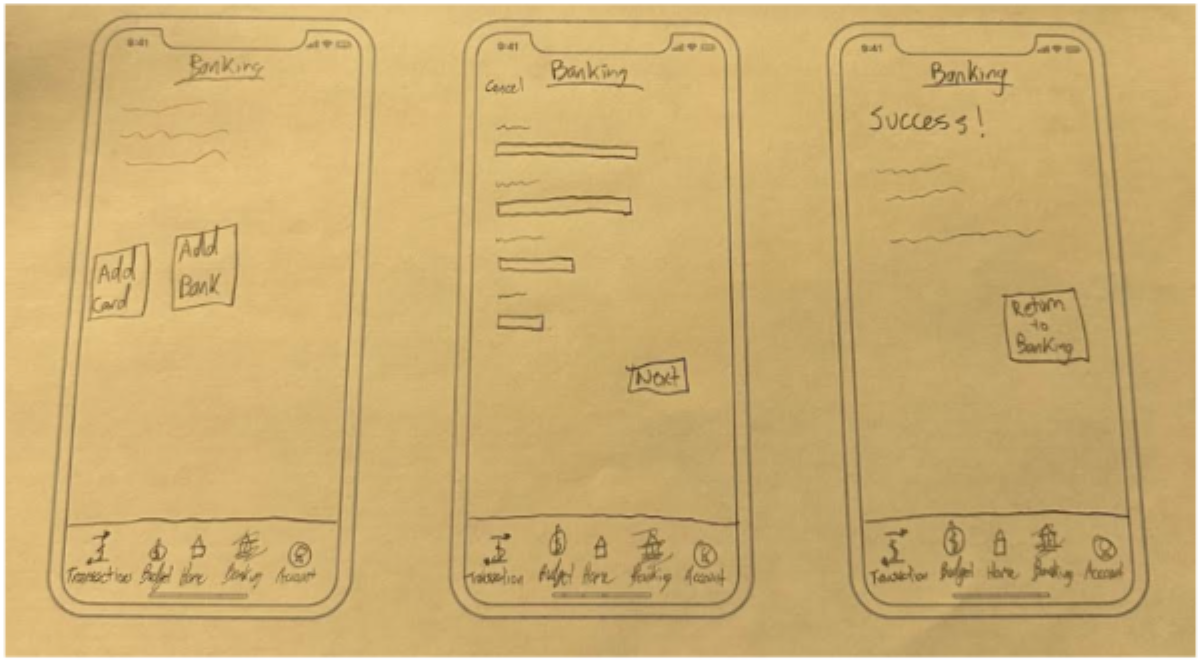 9:41
Banking
Add
Card
Add
Bank
Transactions Budget Home Banking Account
9:41
Banking
Cancel
Next
Transaction Budget Home Banking Account
9:41
Banking
Success!
Return
to
Banking
Transaction Budget Home Banking Account